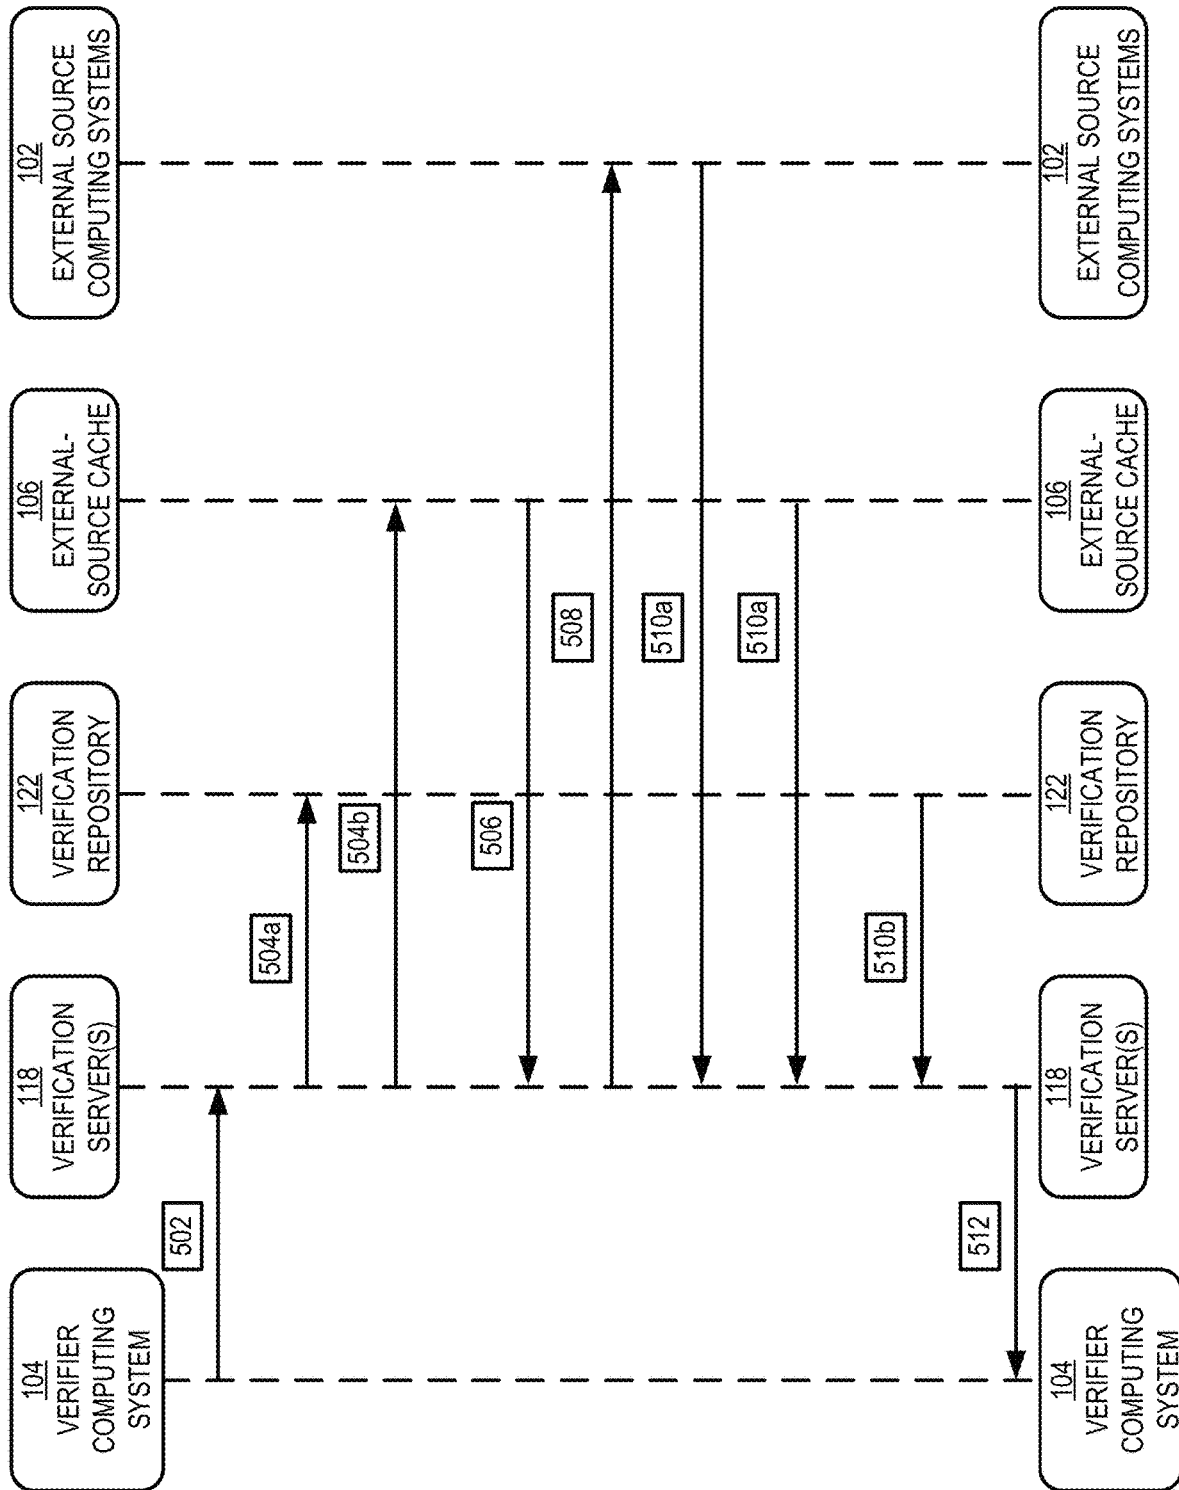 104
VERIFIER
COMPUTING
SYSTEM
118
VERIFICATION
SERVER(S)
122
VERIFICATION
REPOSITORY
106
EXTERNAL-
SOURCE CACHE
102
EXTERNAL SOURCE
COMPUTING SYSTEMS
502
504a
504b
506
508
510a
510a
510b
512
104
VERIFIER
COMPUTING
SYSTEM
118
VERIFICATION
SERVER(S)
122
VERIFICATION
REPOSITORY
106
EXTERNAL-
SOURCE CACHE
102
EXTERNAL SOURCE
COMPUTING SYSTEMS